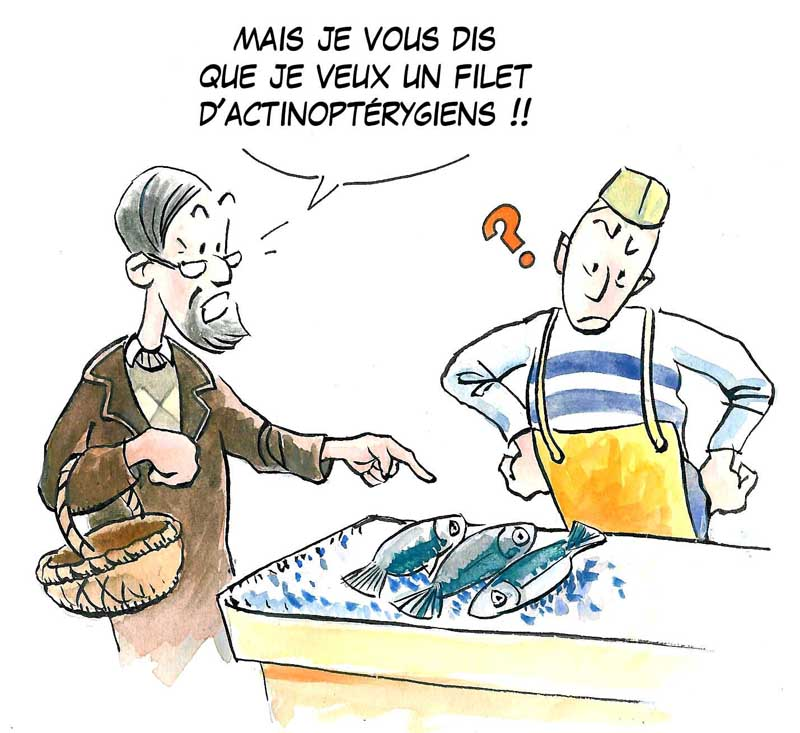 MAIS JE VOUS DIS
QUE JE VEUX UN FILET
D'ACTINOPTÉRYGIENS !!
?